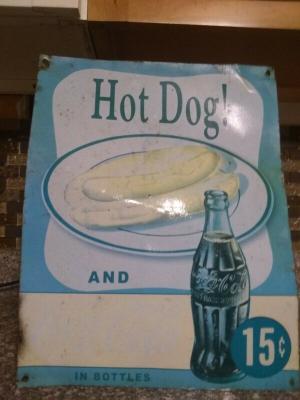 Hot Dog!
AND
Coca-Cola
15¢
IN BOTTLES